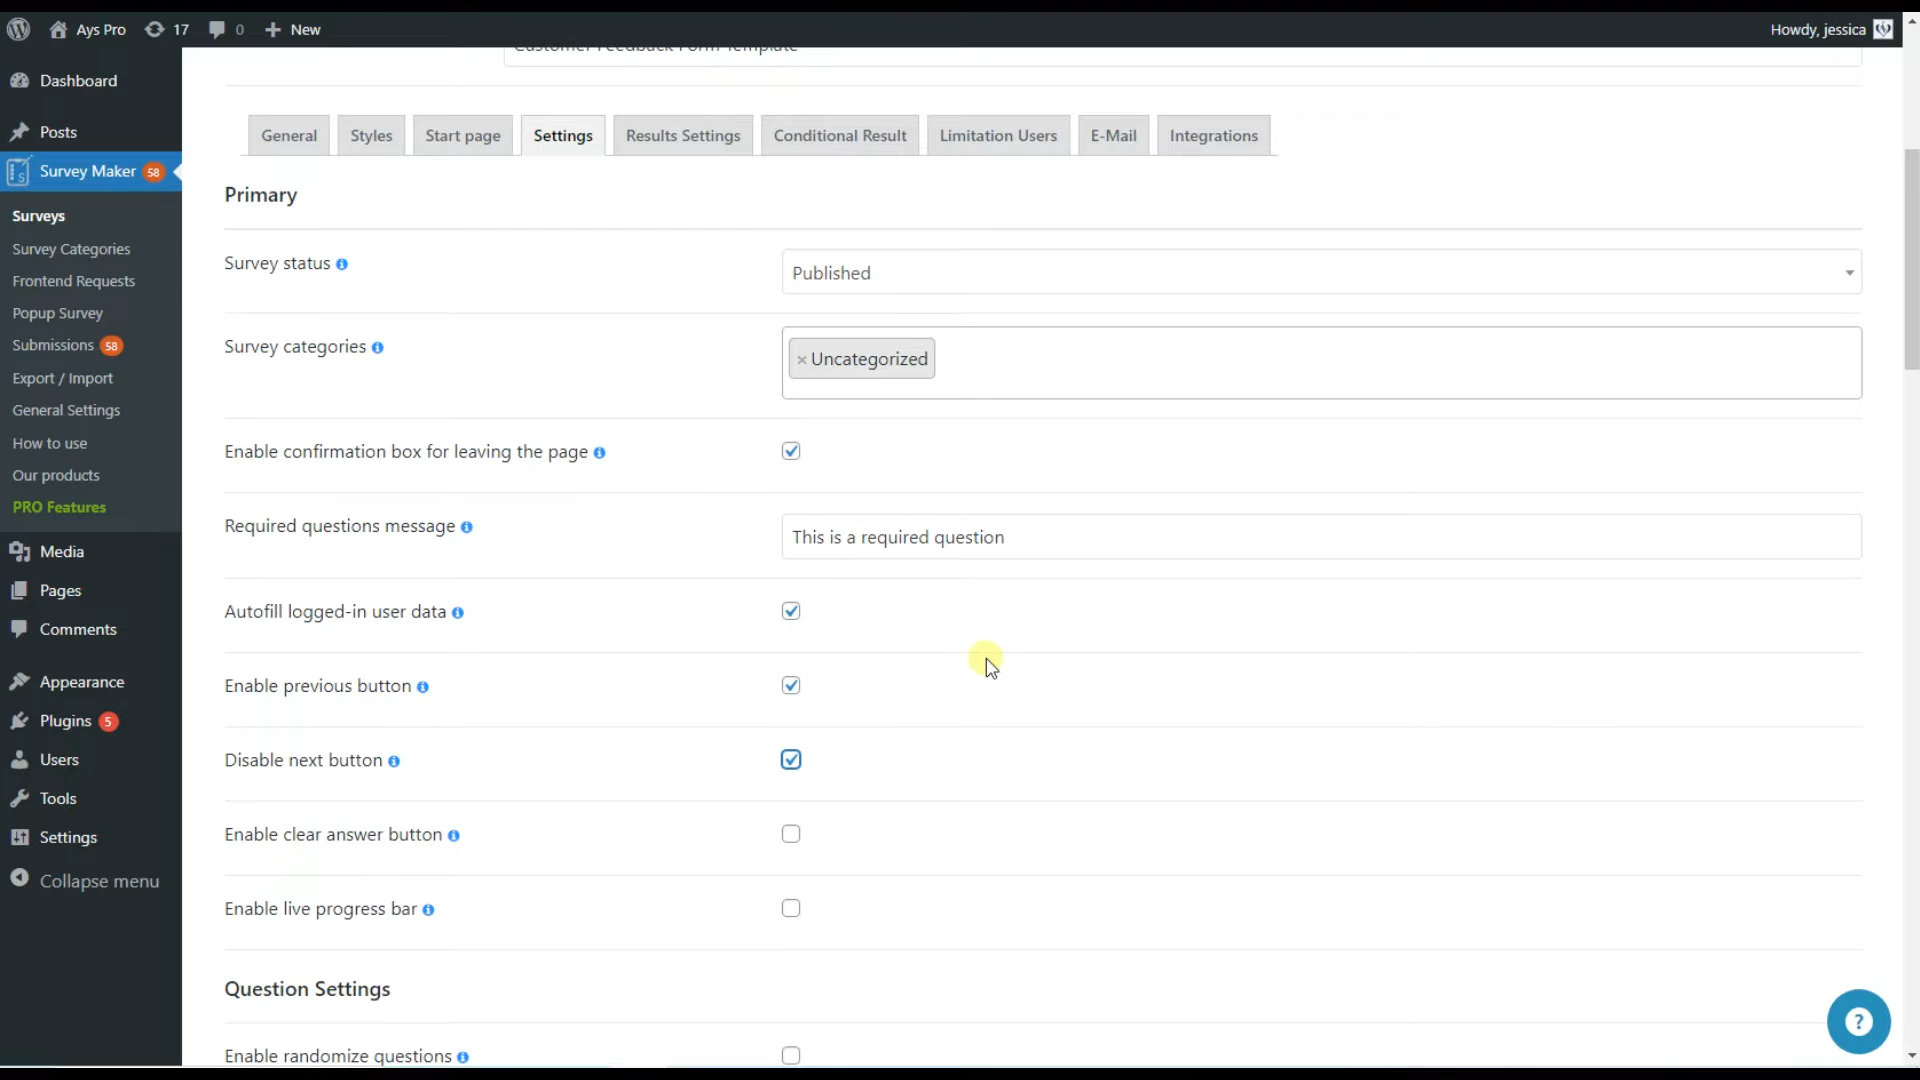 Ays Pro 17 0 New Howdy, jessica
Customer Feedback Form Template
Dashboard
Posts
Survey Maker 58
Surveys
Survey Categories
Frontend Requests
Popup Survey
Submissions 58
Export / Import
General Settings
How to use
Our products
PRO Features
Media
Pages
Comments
Appearance
Plugins 5
Users
Tools
Settings
Collapse menu
General Styles Start page Settings Results Settings Conditional Result Limitation Users E-Mail Integrations
Primary
Survey status
Published
Survey categories
× Uncategorized
Enable confirmation box for leaving the page
Required questions message
This is a required question
Autofill logged-in user data
Enable previous button
Disable next button
Enable clear answer button
Enable live progress bar
Question Settings
Enable randomize questions
?